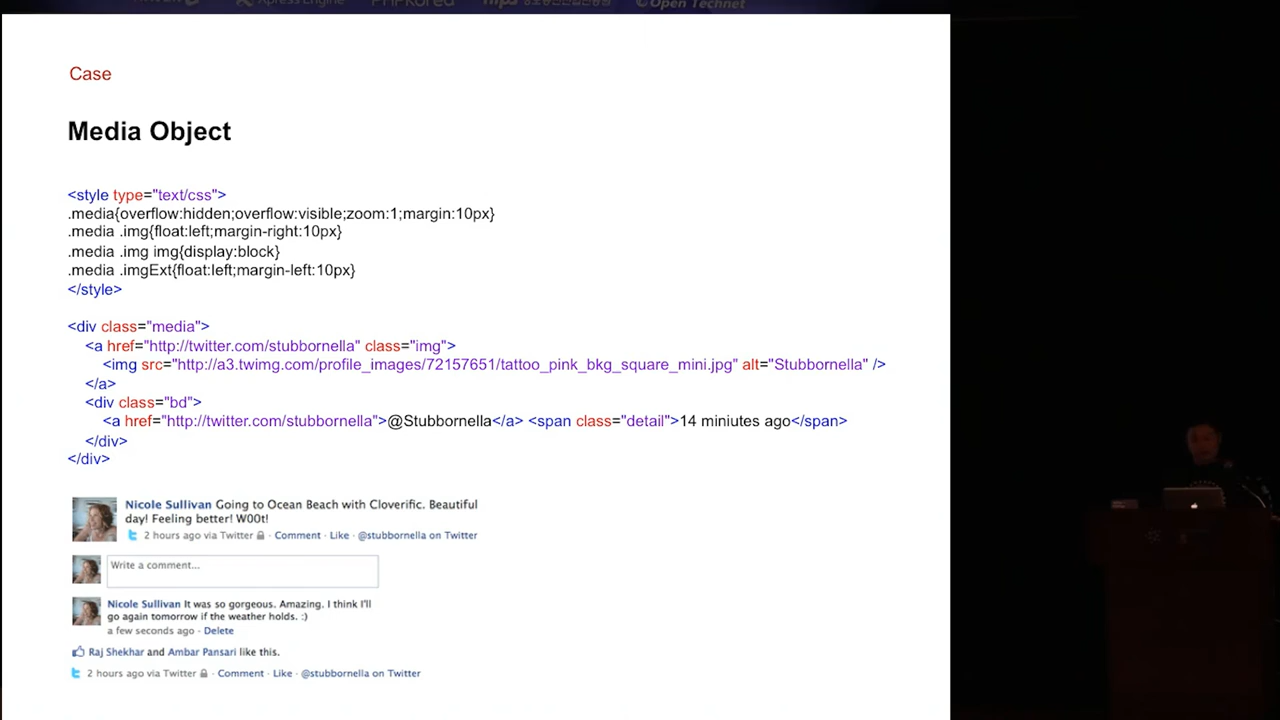 Xpress Engine
PHPKorea
Open Technet
Case
Media Object
<style type="text/css">
.media{overflow:hidden;overflow:visible;zoom:1;margin:10px}
.media .img{float:left;margin-right:10px}
.media .img img{display:block}
.media .imgExt{float:left;margin-left:10px}
</style>
<div class="media">
<a href="http://twitter.com/stubbornella" class="img">
<img src="http://a3.twimg.com/profile_images/72157651/tattoo_pink_bkg_square_mini.jpg" alt="Stubbornella" />
</a>
<div class="bd">
<a href="http://twitter.com/stubbornella">@Stubbornella</a> <span class="detail">14 miniutes ago</span>
</div>
</div>
Nicole Sullivan Going to Ocean Beach with Cloverific. Beautiful
day! Feeling better! W00t!
2 hours ago via Twitter · Comment · Like · @stubbornella on Twitter
Write a comment...
Nicole Sullivan It was so gorgeous. Amazing. I think I'll
go again tomorrow if the weather holds. :)
a few seconds ago · Delete
Raj Shekhar and Ambar Pansari like this.
2 hours ago via Twitter · Comment · Like · @stubbornella on Twitter